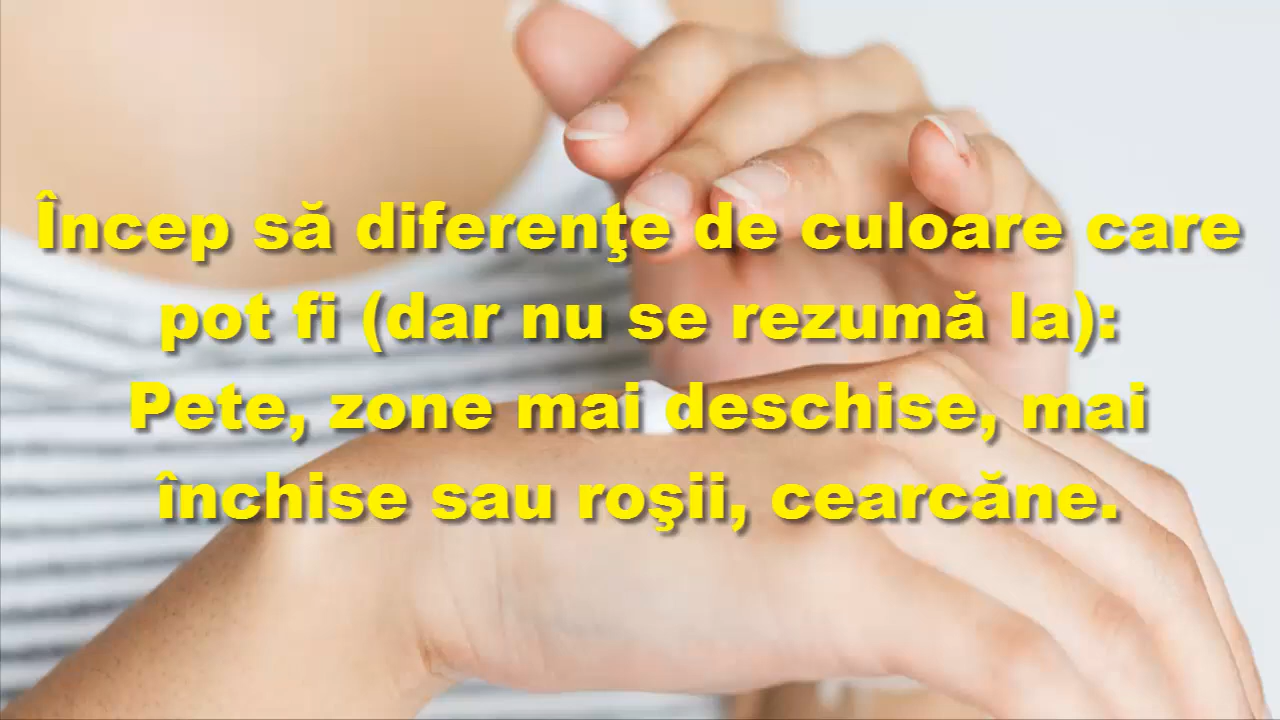 Încep să diferenţe de culoare care
pot fi (dar nu se rezumă la):
Pete, zone mai deschise, mai
închise sau roşii, cearcăne.